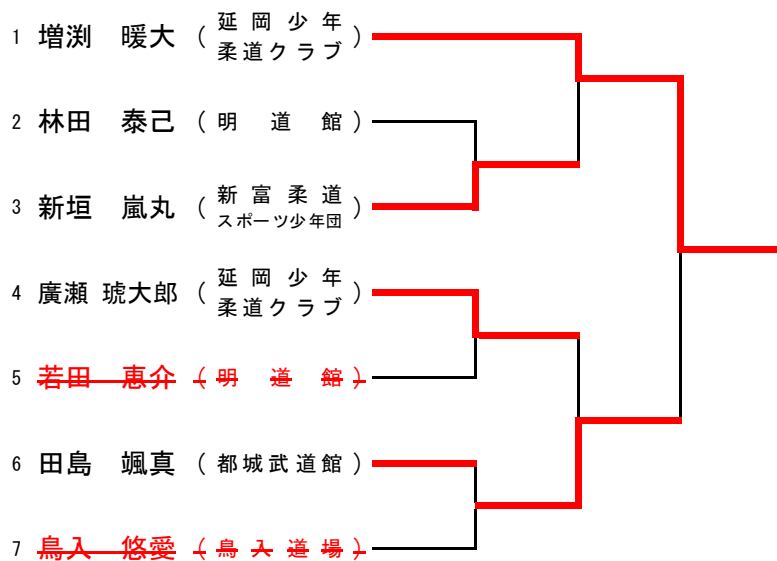 1 増渕 暖大 (延岡少年柔道クラブ)
2 林田 泰己 (明道館)
3 新垣 嵐丸 (新富柔道スポーツ少年団)
4 廣瀬 琥大郎 (延岡少年柔道クラブ)
5 若田 恵介 (明道館)
6 田島 颯真 (都城武道館)
7 鳥入 悠愛 (鳥入道場)